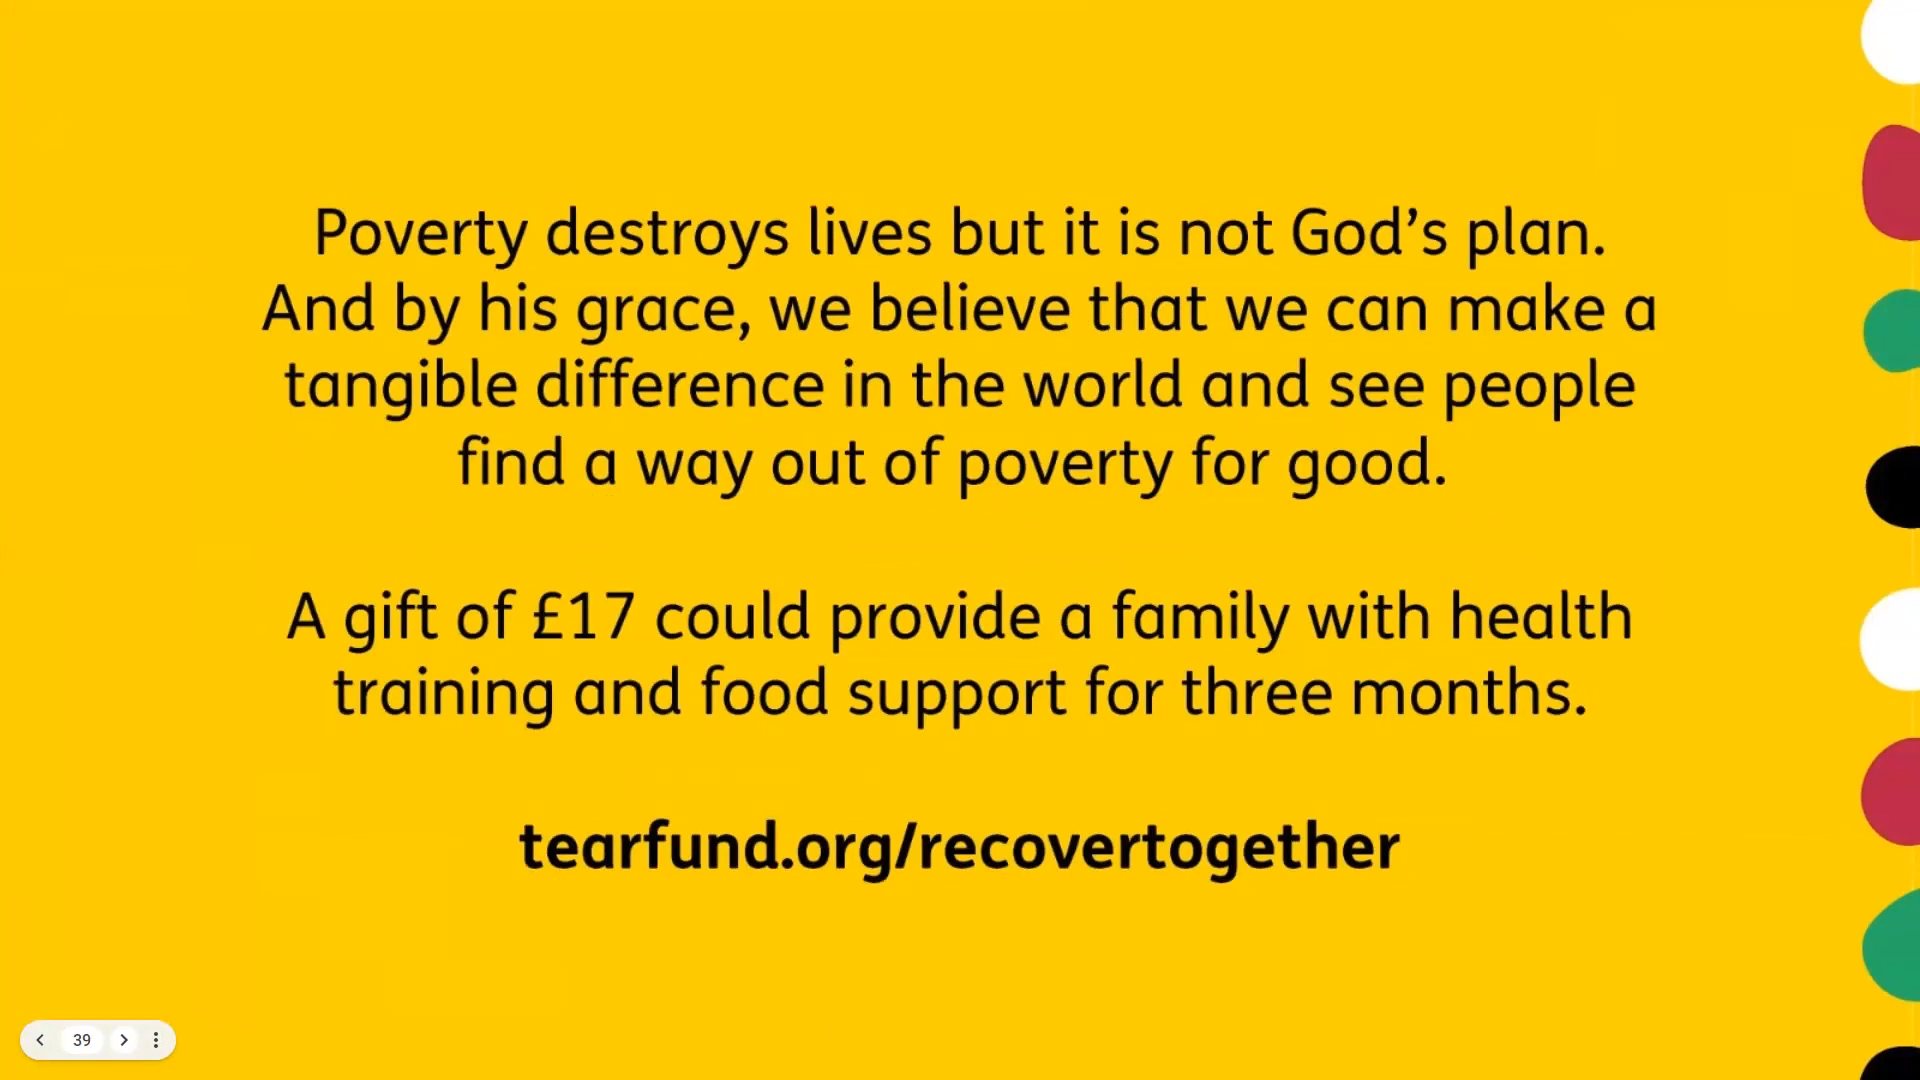 Poverty destroys lives but it is not God’s plan.
And by his grace, we believe that we can make a
tangible difference in the world and see people
find a way out of poverty for good.
A gift of £17 could provide a family with health
training and food support for three months.
tearfund.org/recovertogether
39